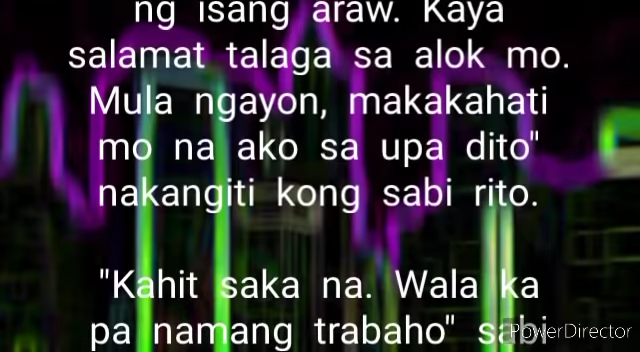 ng isang araw. Kaya
salamat talaga sa alok mo.
Mula ngayon, makakahati
mo na ako sa upa dito"
nakangiti kong sabi rito.
"Kahit saka na. Wala ka
pa namang trabaho" sabi
PowerDirector